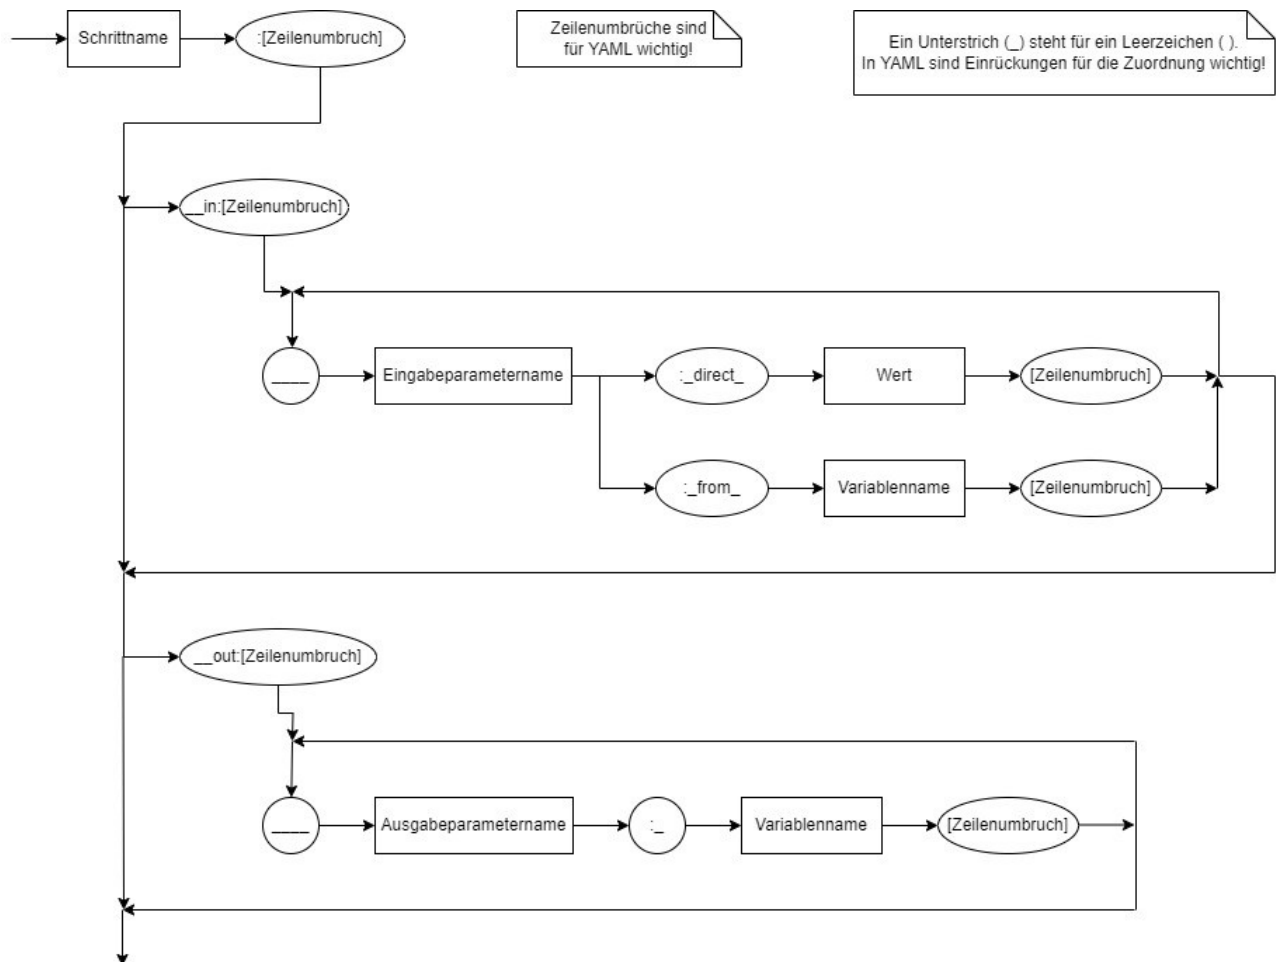 Schrittname
:[Zeilenumbruch]
Zeilenumbrüche sind
für YAML wichtig!
Ein Unterstrich (_) steht für ein Leerzeichen ( ).
In YAML sind Einrückungen für die Zuordnung wichtig!
__in:[Zeilenumbruch]
____
Eingabeparametername
:_direct_
Wert
[Zeilenumbruch]
:_from_
Variablenname
[Zeilenumbruch]
__out:[Zeilenumbruch]
____
Ausgabeparametername
:_
Variablenname
[Zeilenumbruch]